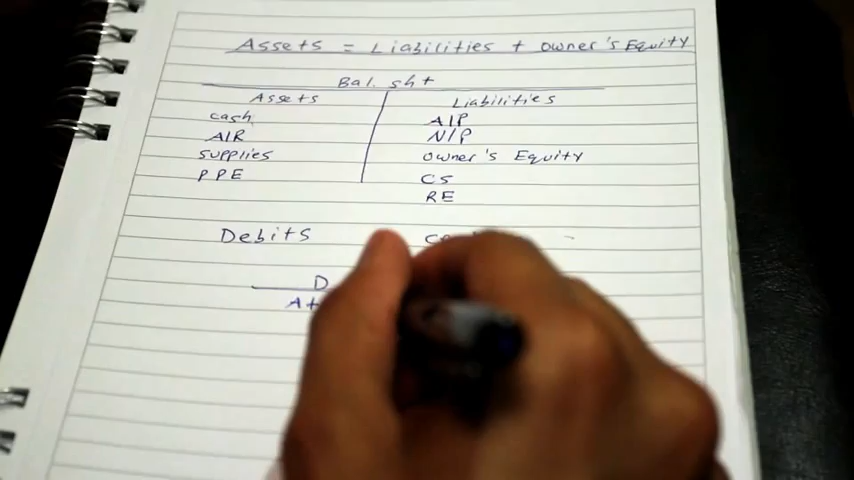 Assets = Liabilities + owner's Equity
Bal. sht
Assets Liabilities
cash A/P
A/R N/P
supplies owner's Equity
PPE CS
RE
Debits
D
A+